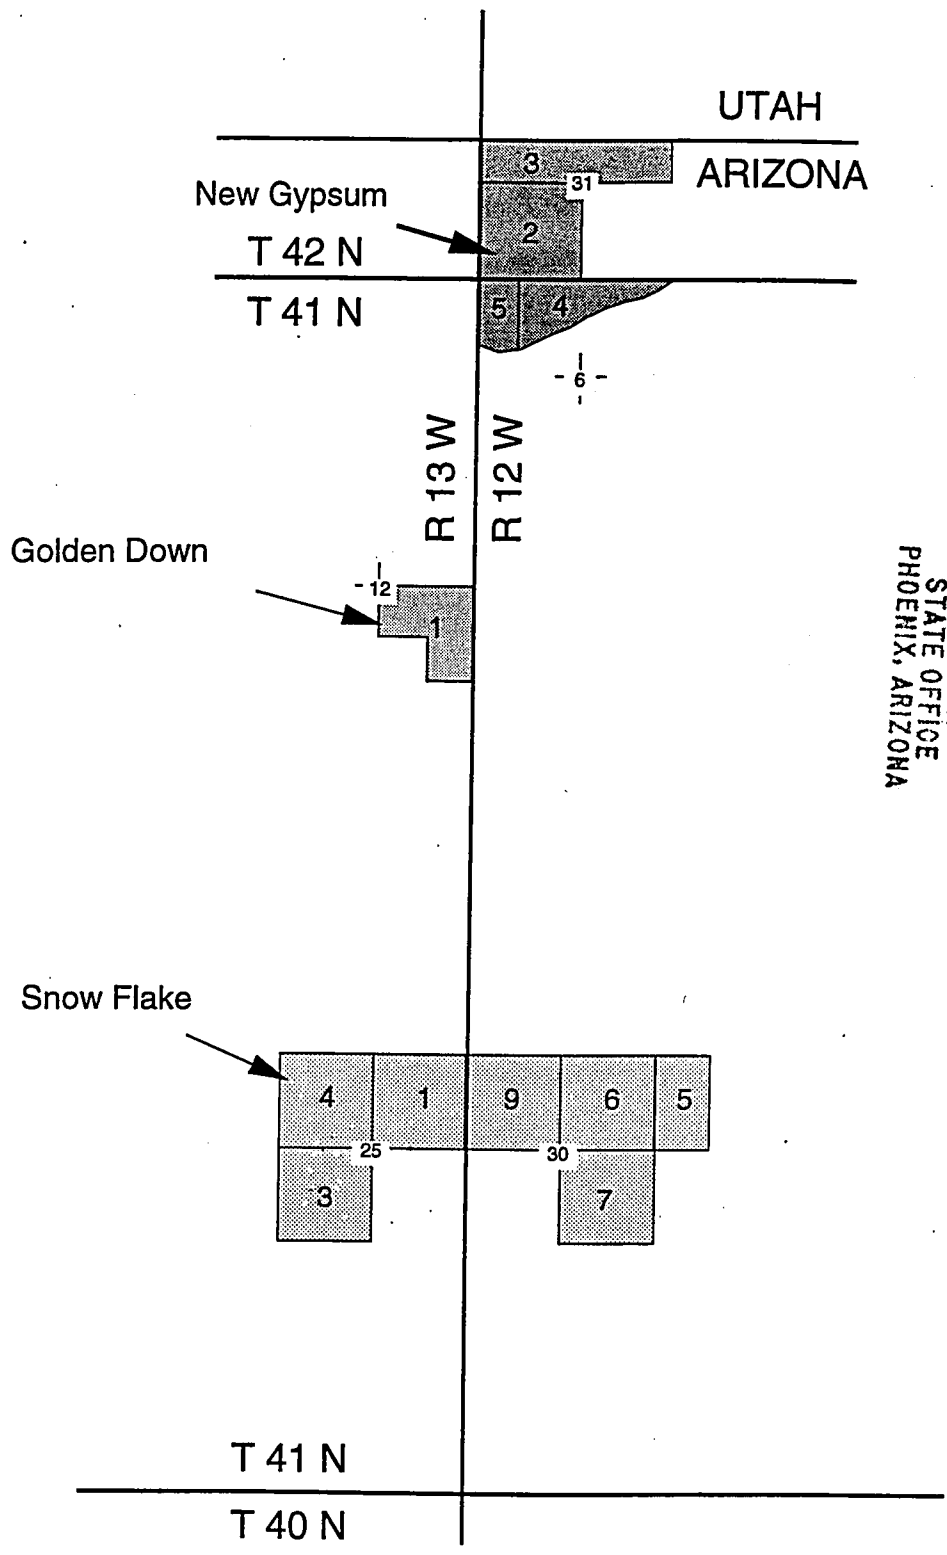 UTAH
ARIZONA
3
31
New Gypsum
2
T 42 N
T 41 N
5
4
6
R 13 W
R 12 W
Golden Down
12
1
STATE OFFICE
PHOENIX, ARIZONA
Snow Flake
4
1
9
6
5
25
30
3
7
T 41 N
T 40 N